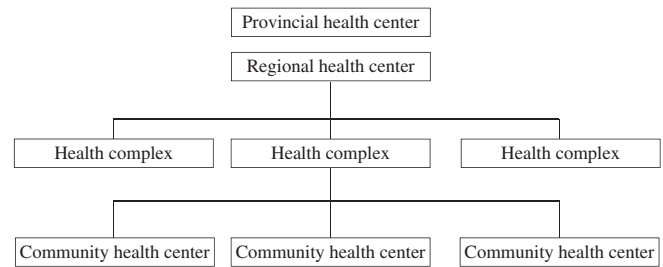 Provincial health center
Regional health center
Health complex
Health complex
Health complex
Community health center
Community health center
Community health center